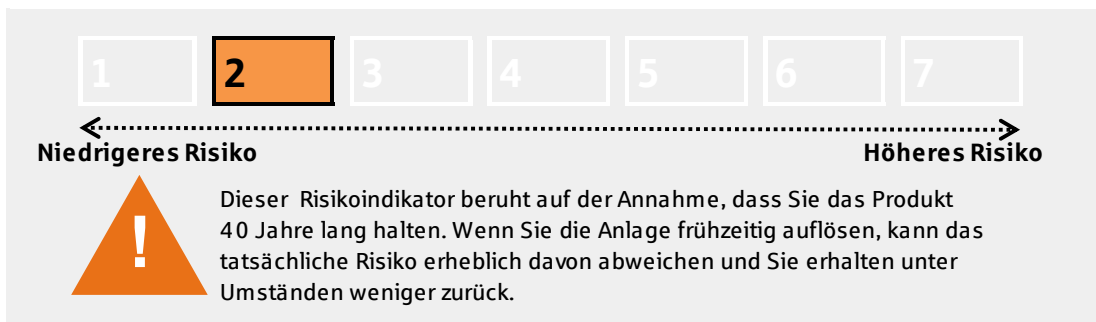 1 2 3 4 5 6 7
Niedrigeres Risiko Höheres Risiko
!
Dieser Risikoindikator beruht auf der Annahme, dass Sie das Produkt
40 Jahre lang halten. Wenn Sie die Anlage frühzeitig auflösen, kann das
tatsächliche Risiko erheblich davon abweichen und Sie erhalten unter
Umständen weniger zurück.